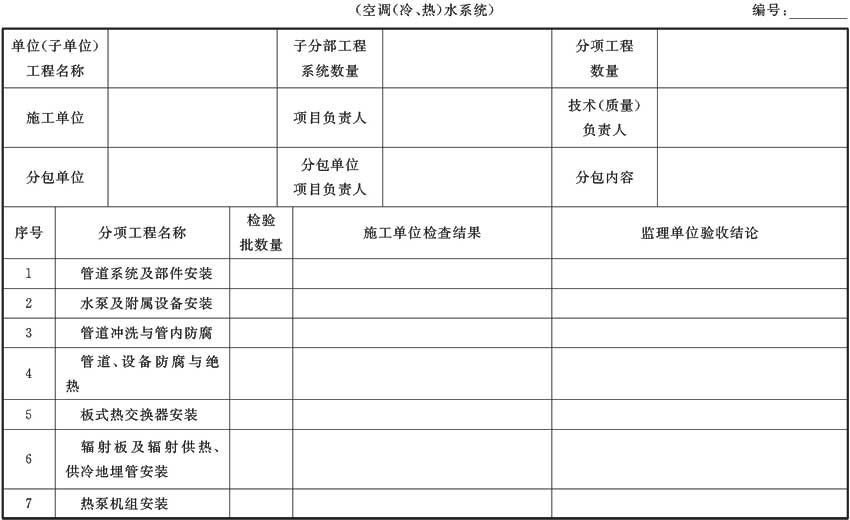 (空调(冷、热)水系统) 编号:
单位(子单位) 子分部工程 分项工程
工程名称 系统数量 数量
施工单位 项目负责人 技术(质量)
负责人
分包单位 分包单位 分包内容
项目负责人
序号 分项工程名称 检验 施工单位检查结果 监理单位验收结论
批数量
1 管道系统及部件安装
2 水泵及附属设备安装
3 管道冲洗与管内防腐
4 管道、设备防腐与绝
热
5 板式热交换器安装
6 辐射板及辐射供热、
供冷地埋管安装
7 热泵机组安装